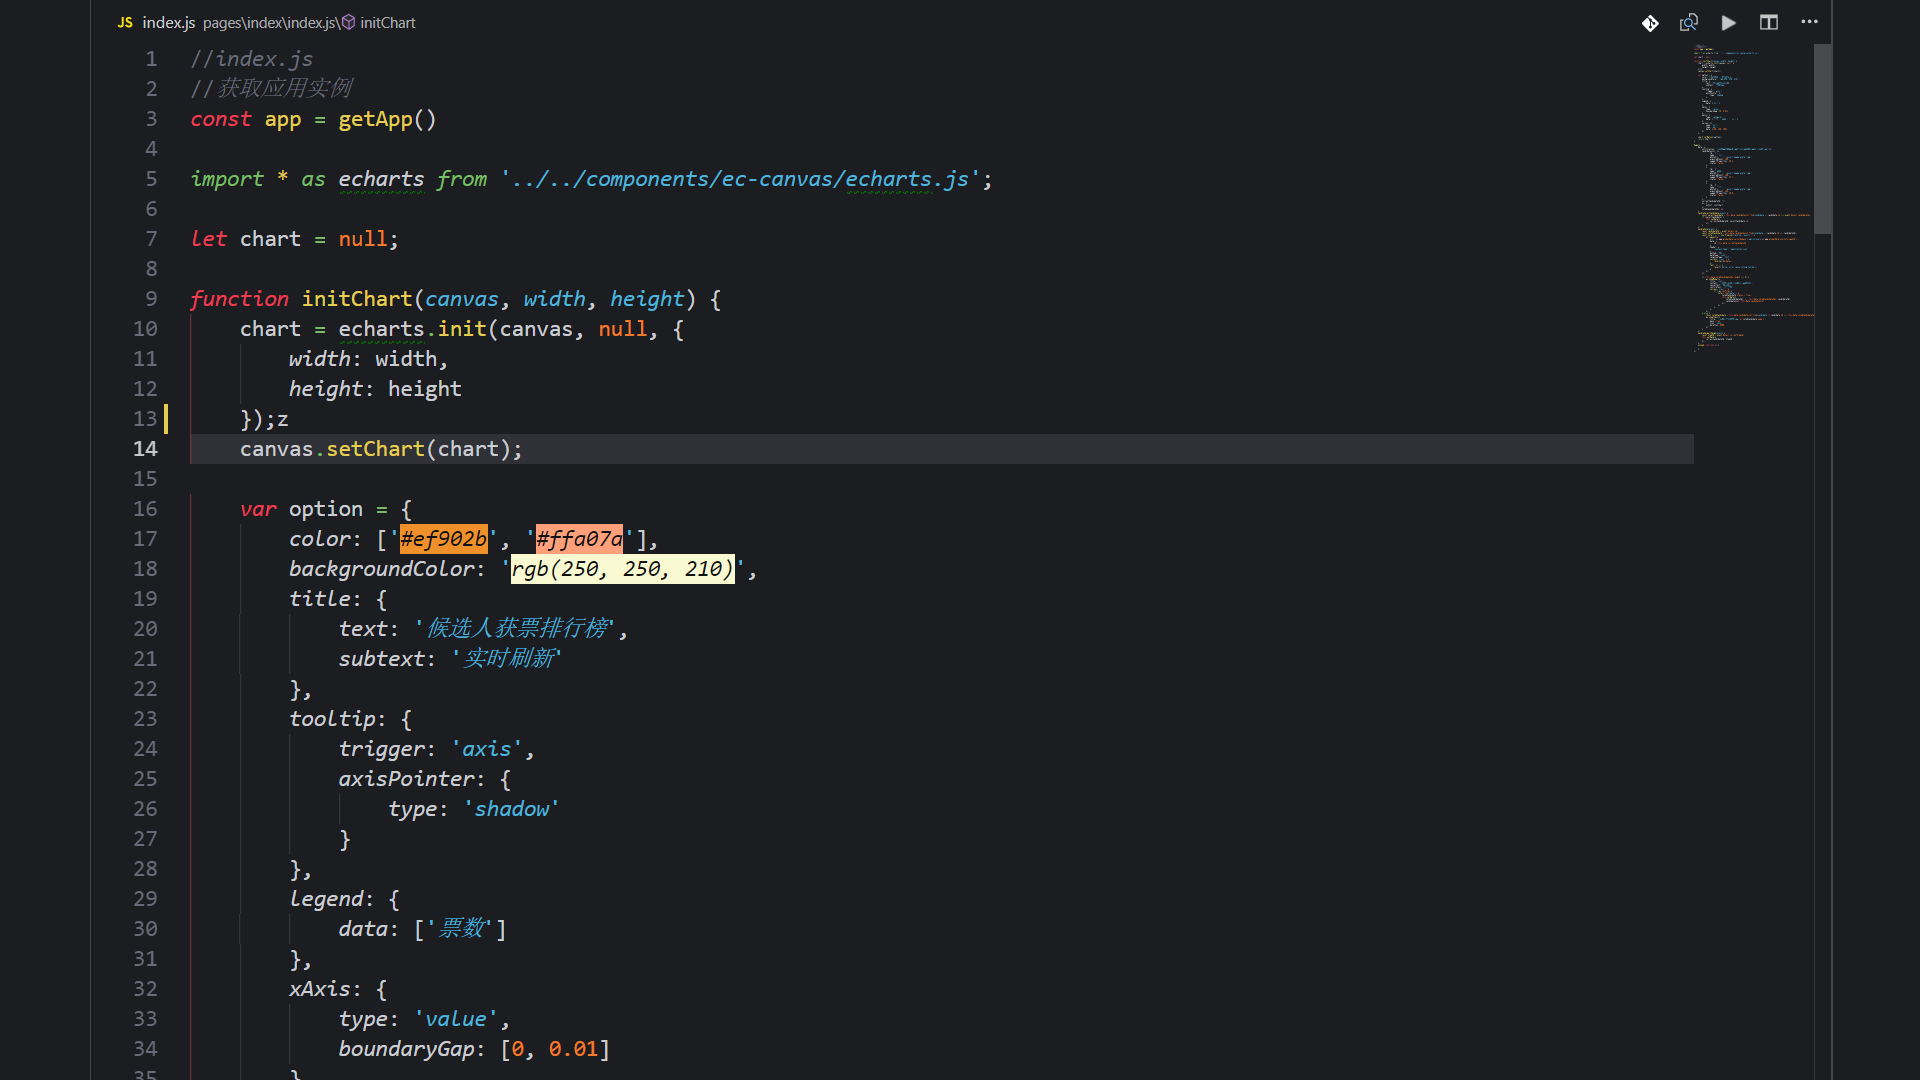 JS index.js pages\index\index.js\ initChart
1 //index.js
2 //获取应用实例
3 const app = getApp()
4
5 import * as echarts from '../../components/ec-canvas/echarts.js';
6
7 let chart = null;
8
9 function initChart(canvas, width, height) {
10 chart = echarts.init(canvas, null, {
11 width: width,
12 height: height
13 });z
14 canvas.setChart(chart);
15
16 var option = {
17 color: ['#ef902b', '#ffa07a'],
18 backgroundColor: 'rgb(250, 250, 210)',
19 title: {
20 text: '候选人获票排行榜',
21 subtext: '实时刷新'
22 },
23 tooltip: {
24 trigger: 'axis',
25 axisPointer: {
26 type: 'shadow'
27 }
28 },
29 legend: {
30 data: ['票数']
31 },
32 xAxis: {
33 type: 'value',
34 boundaryGap: [0, 0.01]
35 }